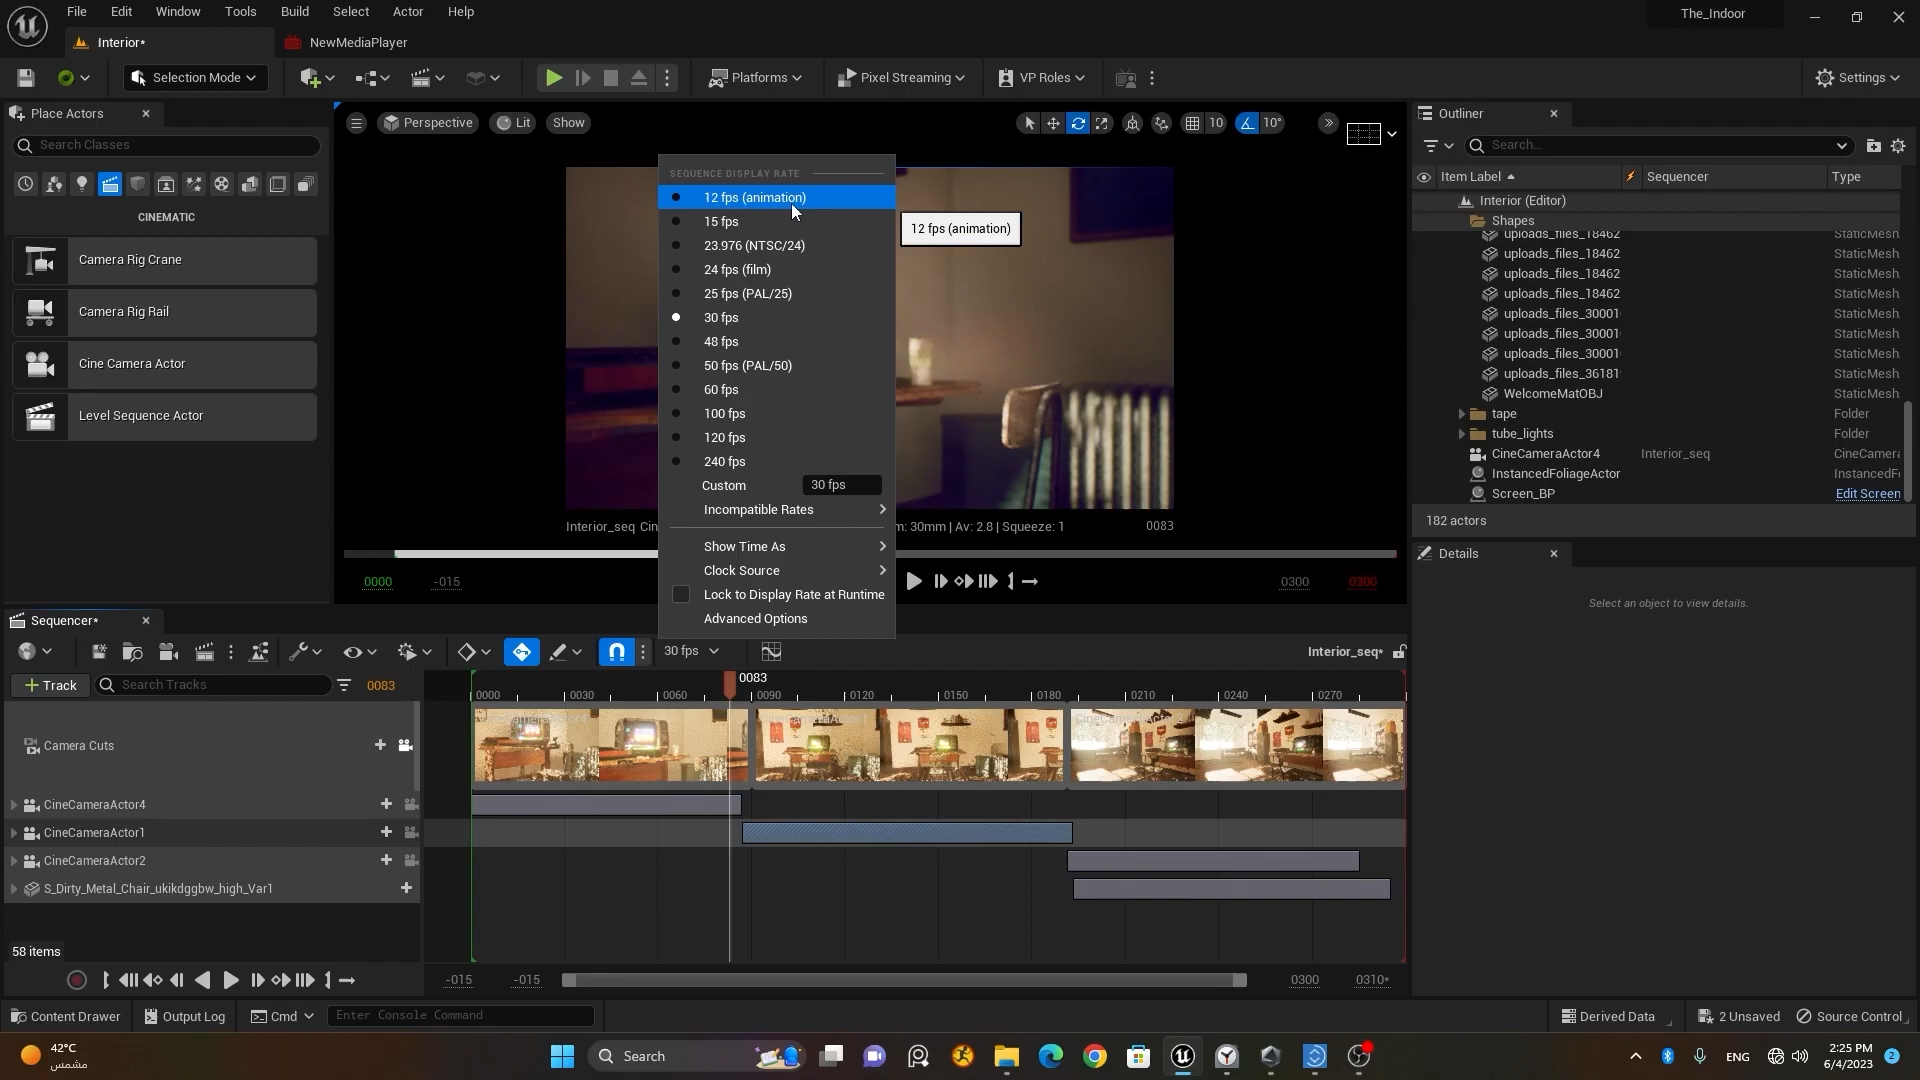 File Edit Window Tools Build Select Actor Help
The_Indoor
Interior*
NewMediaPlayer
Selection Mode
Platforms
Pixel Streaming
VP Roles
Settings
Place Actors
Search Classes
CINEMATIC
Camera Rig Crane
Camera Rig Rail
Cine Camera Actor
Level Sequence Actor
Perspective
Lit
Show
10
10°
SEQUENCE DISPLAY RATE
12 fps (animation)
15 fps
23.976 (NTSC/24)
24 fps (film)
25 fps (PAL/25)
30 fps
48 fps
50 fps (PAL/50)
60 fps
100 fps
120 fps
240 fps
Custom 30 fps
Incompatible Rates
Show Time As
Clock Source
Lock to Display Rate at Runtime
Advanced Options
12 fps (animation)
Interior_seq Cin
m: 30mm | Av: 2.8 | Squeeze: 1
0083
0000
-015
0300
0300
Outliner
Search...
Item Label
Sequencer
Type
Interior (Editor)
Shapes
uploads_files_18462 StaticMesh
uploads_files_18462 StaticMesh
uploads_files_18462 StaticMesh
uploads_files_18462 StaticMesh
uploads_files_30001 StaticMesh
uploads_files_30001 StaticMesh
uploads_files_30001 StaticMesh
uploads_files_36181 StaticMesh
WelcomeMatOBJ StaticMesh
tape Folder
tube_lights Folder
CineCameraActor4 Interior_seq CineCamera
InstancedFoliageActor InstancedF
Screen_BP Edit Screen
182 actors
Details
Select an object to view details.
Sequencer*
30 fps
Interior_seq*
Track
Search Tracks
0083
0083
0000 0030 0060 0090 0120 0150 0180 0210 0240 0270
Camera Cuts
CineCameraActor4
CineCameraActor1
CineCameraActor2
S_Dirty_Metal_Chair_ukikdggbw_high_Var1
58 items
-015
-015
0300
0310*
Content Drawer
Output Log
Cmd
Enter Console Command
Derived Data
2 Unsaved
Source Control
42°C
مشمس
Search
ENG
2:25 PM
6/4/2023
2